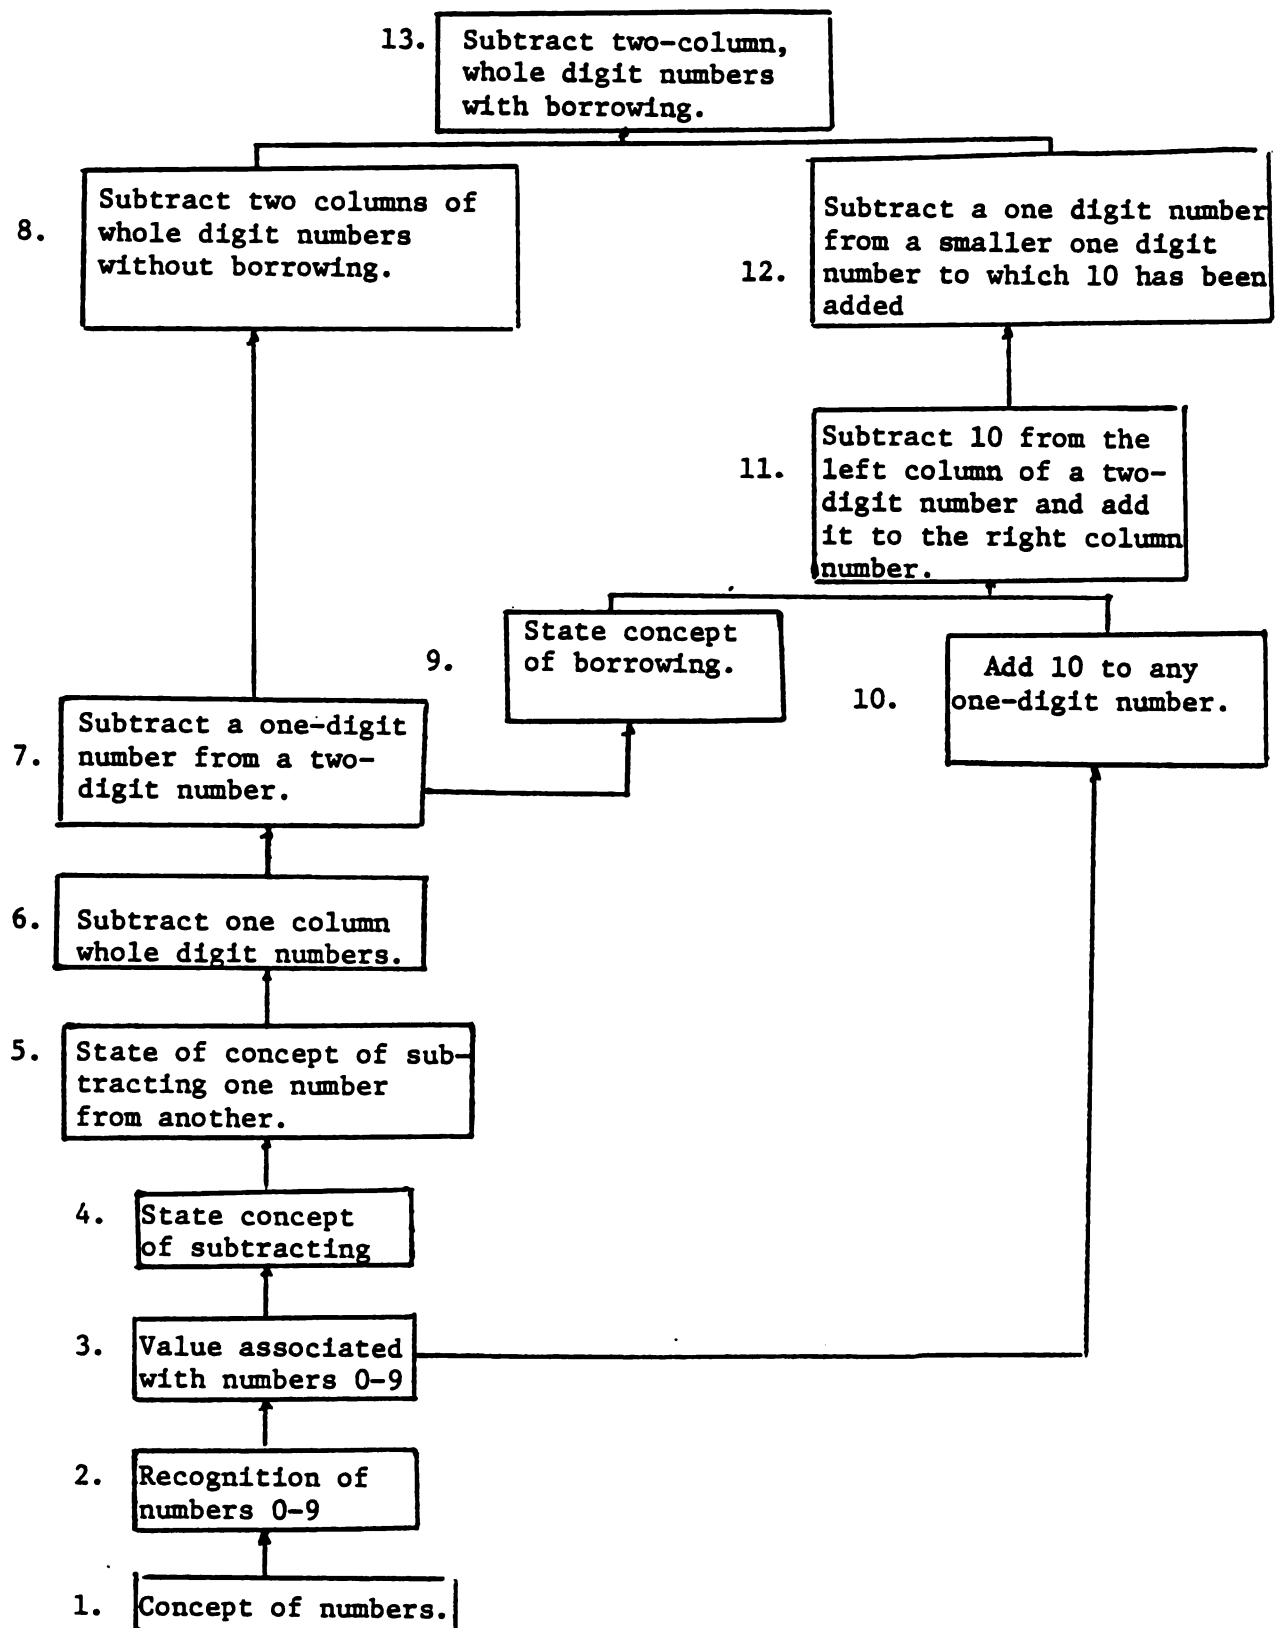 13. Subtract two-column,
whole digit numbers
with borrowing.
8. Subtract two columns of
whole digit numbers
without borrowing.
12. Subtract a one digit number
from a smaller one digit
number to which 10 has been
added
11. Subtract 10 from the
left column of a two-
digit number and add
it to the right column
number.
9. State concept
of borrowing.
10. Add 10 to any
one-digit number.
7. Subtract a one-digit
number from a two-
digit number.
6. Subtract one column
whole digit numbers.
5. State of concept of sub-
tracting one number
from another.
4. State concept
of subtracting
3. Value associated
with numbers 0-9
2. Recognition of
numbers 0-9
1. Concept of numbers.